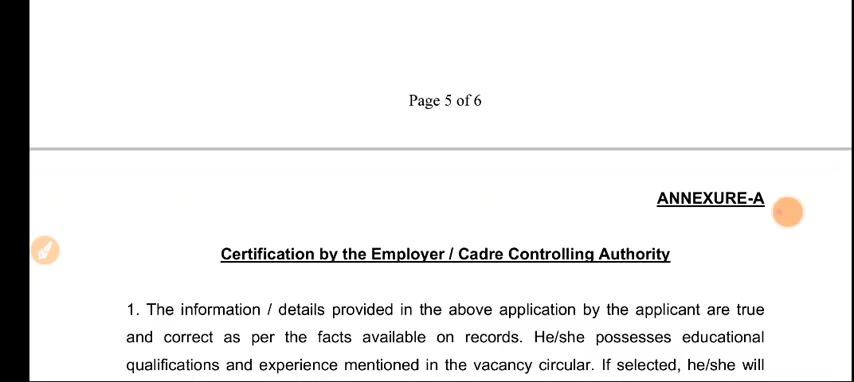 Page 5 of 6
ANNEXURE-A
Certification by the Employer / Cadre Controlling Authority
1. The information / details provided in the above application by the applicant are true
and correct as per the facts available on records. He/she possesses educational
qualifications and experience mentioned in the vacancy circular. If selected, he/she will